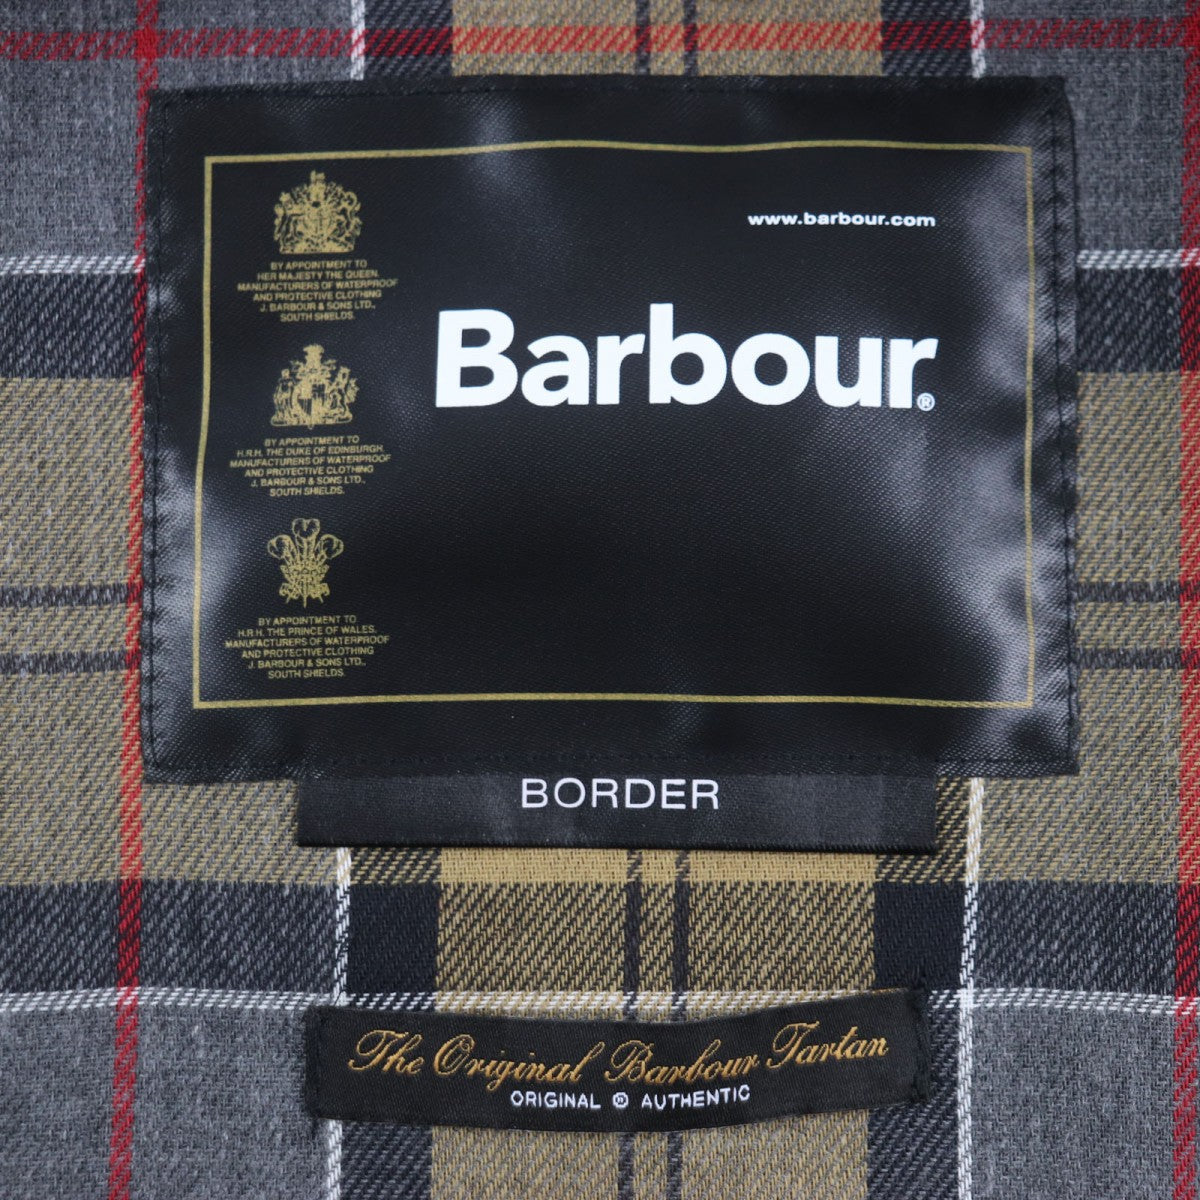 www.barbour.com
Barbour®
BY APPOINTMENT TO
HER MAJESTY THE QUEEN
MANUFACTURERS OF WATERPROOF
AND PROTECTIVE CLOTHING
J. BARBOUR & SONS LTD.,
SOUTH SHIELDS.
BY APPOINTMENT TO
H.R.H. THE DUKE OF EDINBURGH
MANUFACTURERS OF WATERPROOF
AND PROTECTIVE CLOTHING
J. BARBOUR & SONS LTD.,
SOUTH SHIELDS.
BY APPOINTMENT TO
H.R.H. THE PRINCE OF WALES.
MANUFACTURERS OF WATERPROOF
AND PROTECTIVE CLOTHING
J. BARBOUR & SONS LTD.,
SOUTH SHIELDS.
BORDER
The Original Barbour Tartan
ORIGINAL ® AUTHENTIC